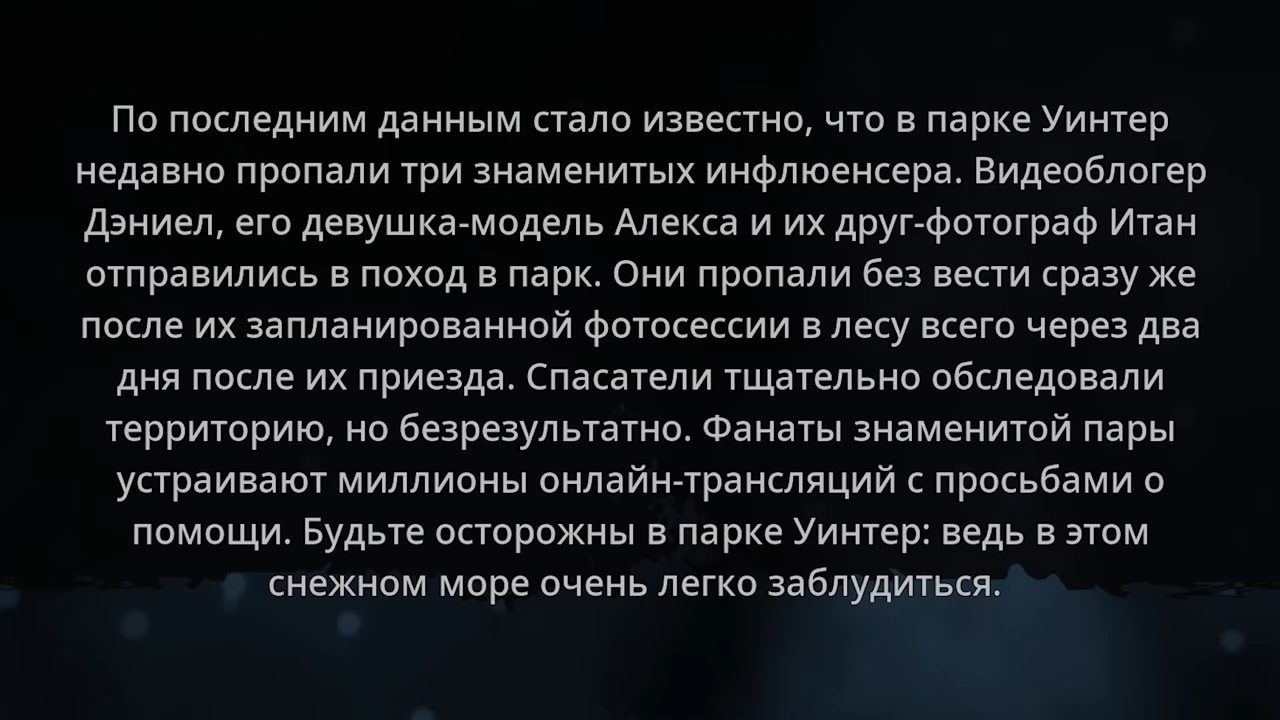 По последним данным стало известно, что в парке Уинтер
недавно пропали три знаменитых инфлюенсера. Видеоблогер
Дэниел, его девушка-модель Алекса и их друг-фотограф Итан
отправились в поход в парк. Они пропали без вести сразу же
после их запланированной фотосессии в лесу всего через два
дня после их приезда. Спасатели тщательно обследовали
территорию, но безрезультатно. Фанаты знаменитой пары
устраивают миллионы онлайн-трансляций с просьбами о
помощи. Будьте осторожны в парке Уинтер: ведь в этом
снежном море очень легко заблудиться.